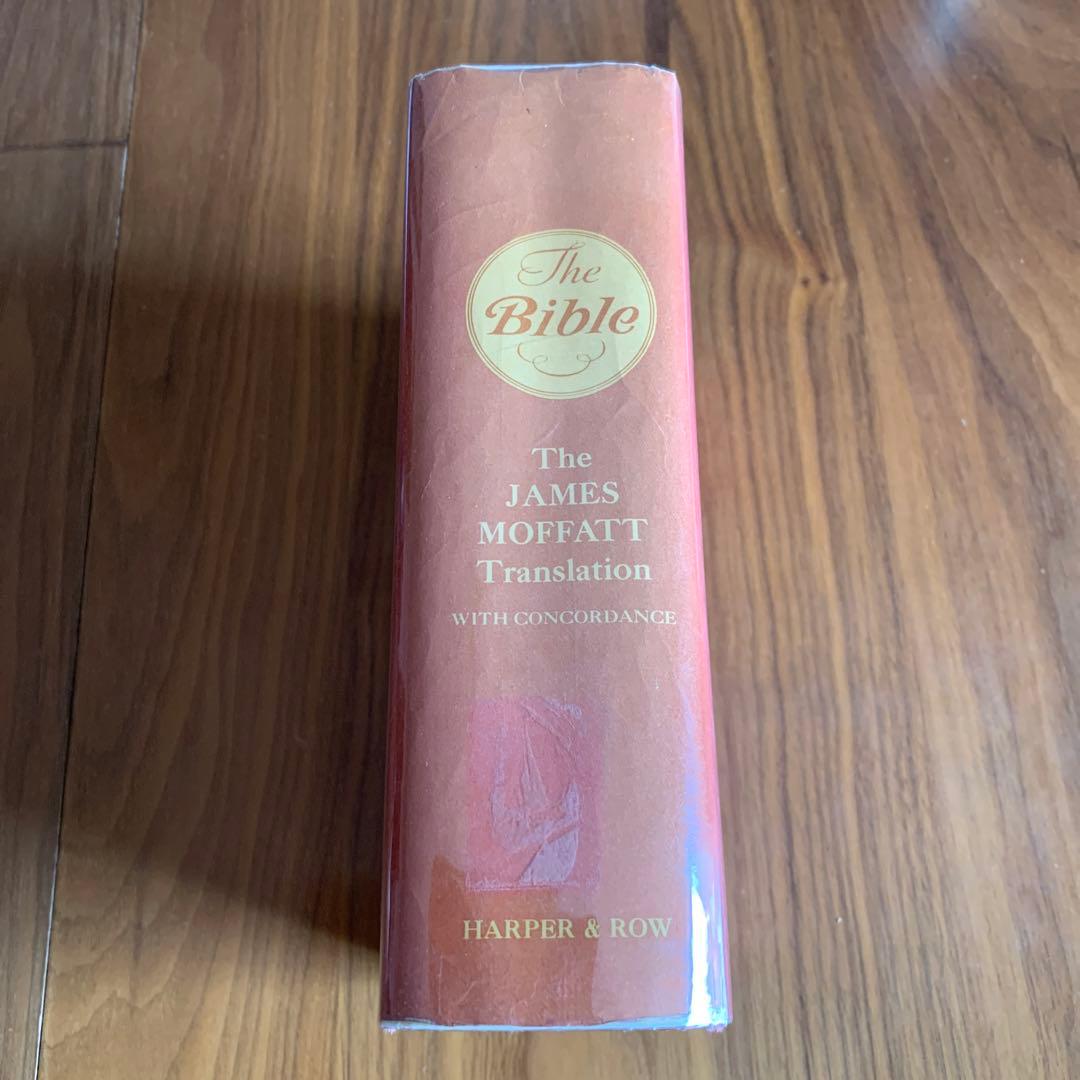 The
Bible
The
JAMES
MOFFATT
Translation
WITH CONCORDANCE
HARPER & ROW